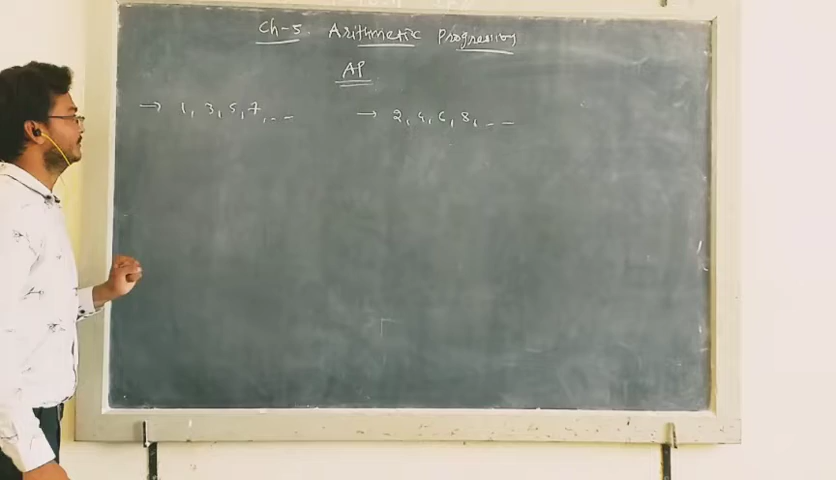 Ch-5 Arithmetic Progression
AP
→ 1, 3, 5, 7, -- → 2, 4, 6, 8, --